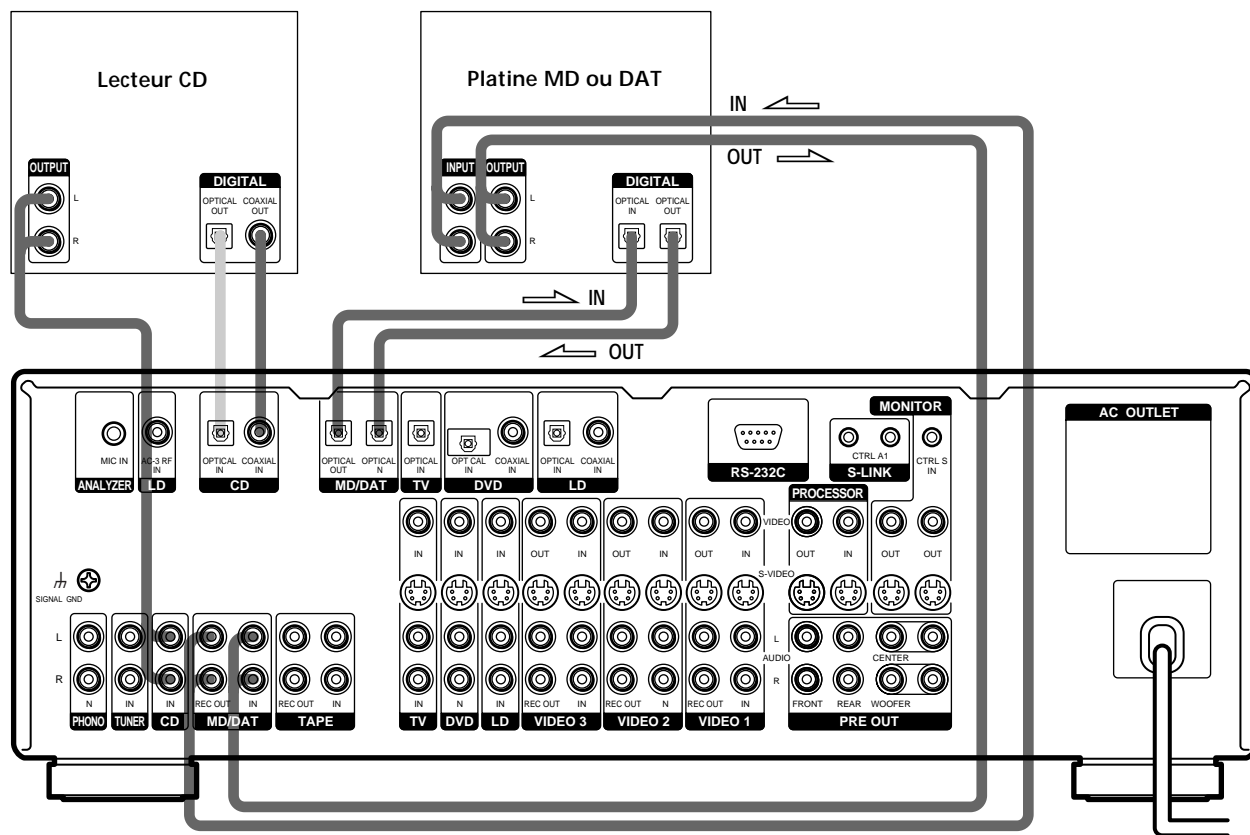 Lecteur CD
Platine MD ou DAT
IN
OUT
OUTPUT
L
R
DIGITAL
OPTICAL OUT
COAXIAL OUT
INPUT
OUTPUT
L
R
DIGITAL
OPTICAL IN
OPTICAL OUT
IN
OUT
MIC IN
ANALYZER
AC-3 RF IN
LD
OPTICAL IN
COAXIAL IN
CD
OPTICAL OUT
OPTICAL N
MD/DAT
OPTICAL IN
TV
OPT CAL IN
COAXIAL IN
DVD
OPTICAL IN
COAXIAL IN
LD
RS-232C
MONITOR
CTRL A1
S-LINK
CTRL S IN
AC OUTLET
PROCESSOR
VIDEO
IN
IN
IN
OUT
IN
OUT
IN
OUT
IN
OUT
IN
OUT
OUT
S-VIDEO
SIGNAL GND
L
R
L
AUDIO
R
CENTER
N
IN
IN
REC OUT
IN
REC OUT
IN
IN
N
IN
REC OUT
IN
REC OUT
N
REC OUT
IN
FRONT
REAR
WOOFER
PHONO
TUNER
CD
MD/DAT
TAPE
TV
DVD
LD
VIDEO 3
VIDEO 2
VIDEO 1
PRE OUT